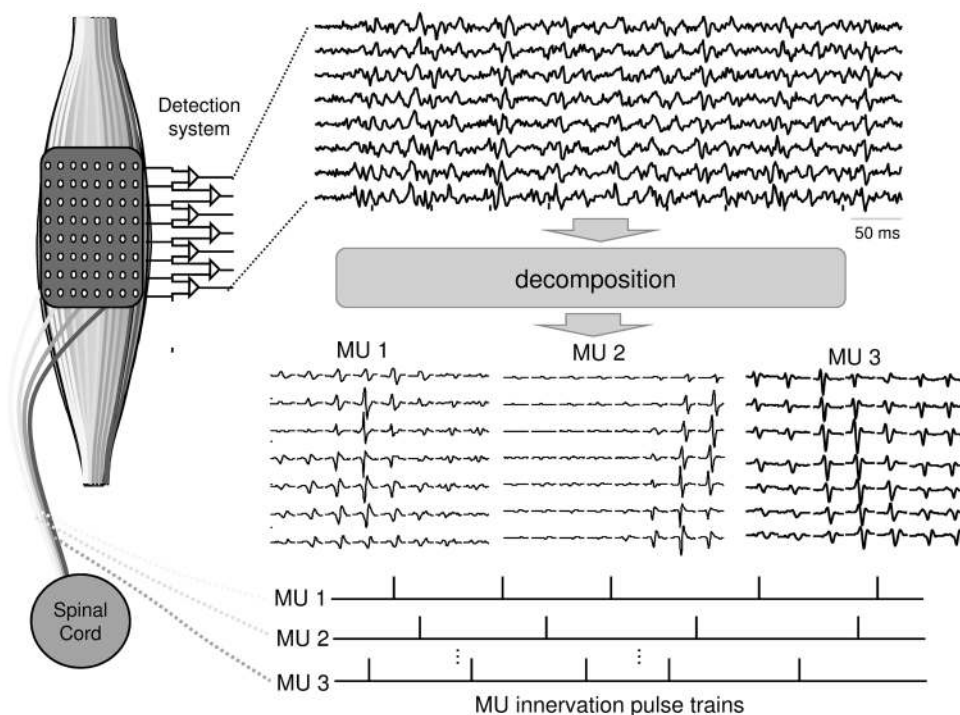 Detection
system
50 ms
decomposition
MU 1
MU 2
MU 3
MU 1
MU 2
MU 3
Spinal
Cord
MU innervation pulse trains